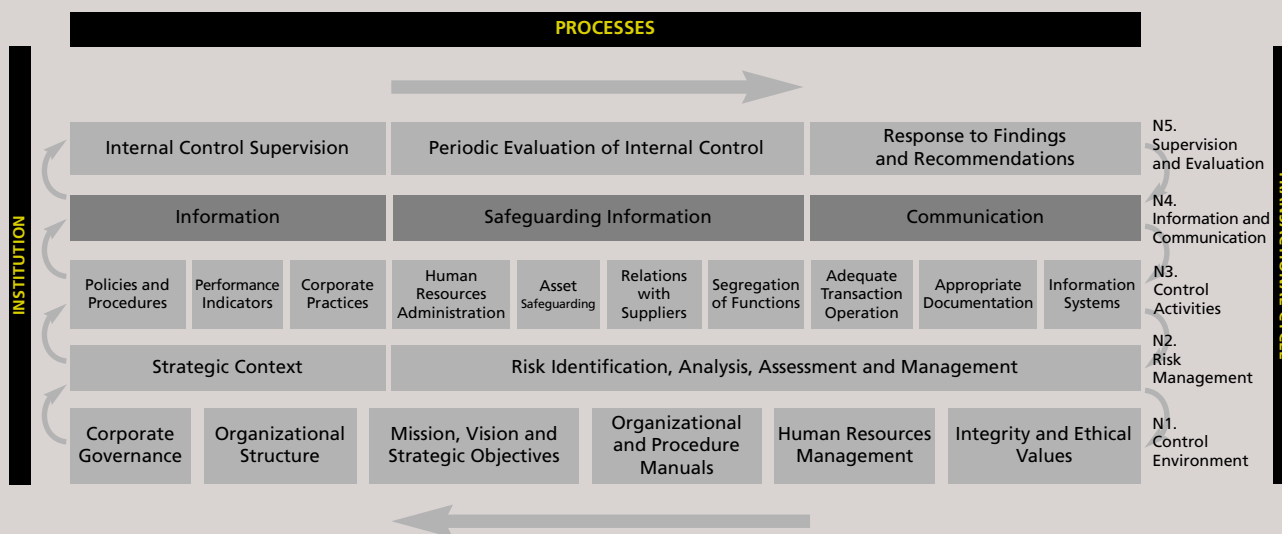 PROCESSES
INSTITUTION
Internal Control Supervision
Periodic Evaluation of Internal Control
Response to Findings
and Recommendations
N5.
Supervision
and Evaluation
Information
Safeguarding Information
Communication
N4.
Information and
Communication
Policies and
Procedures
Performance
Indicators
Corporate
Practices
Human
Resources
Administration
Asset
Safeguarding
Relations
with
Suppliers
Segregation
of Functions
Adequate
Transaction
Operation
Appropriate
Documentation
Information
Systems
N3.
Control
Activities
Strategic Context
Risk Identification, Analysis, Assessment and Management
N2.
Risk
Management
Corporate
Governance
Organizational
Structure
Mission, Vision and
Strategic Objectives
Organizational
and Procedure
Manuals
Human Resources
Management
Integrity and Ethical
Values
N1.
Control
Environment